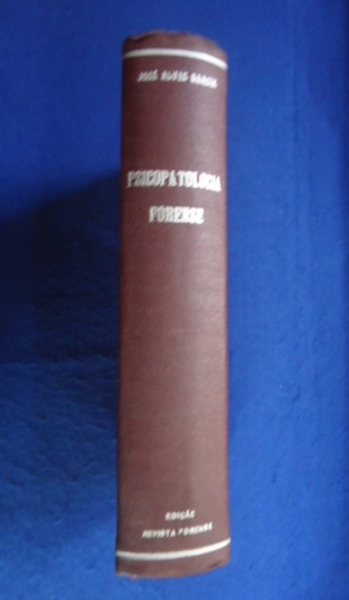 JOSÉ ALVES GARCIA
PSICOPATOLOGIA
FORENSE
EDIÇÃO
REVISTA FORENSE